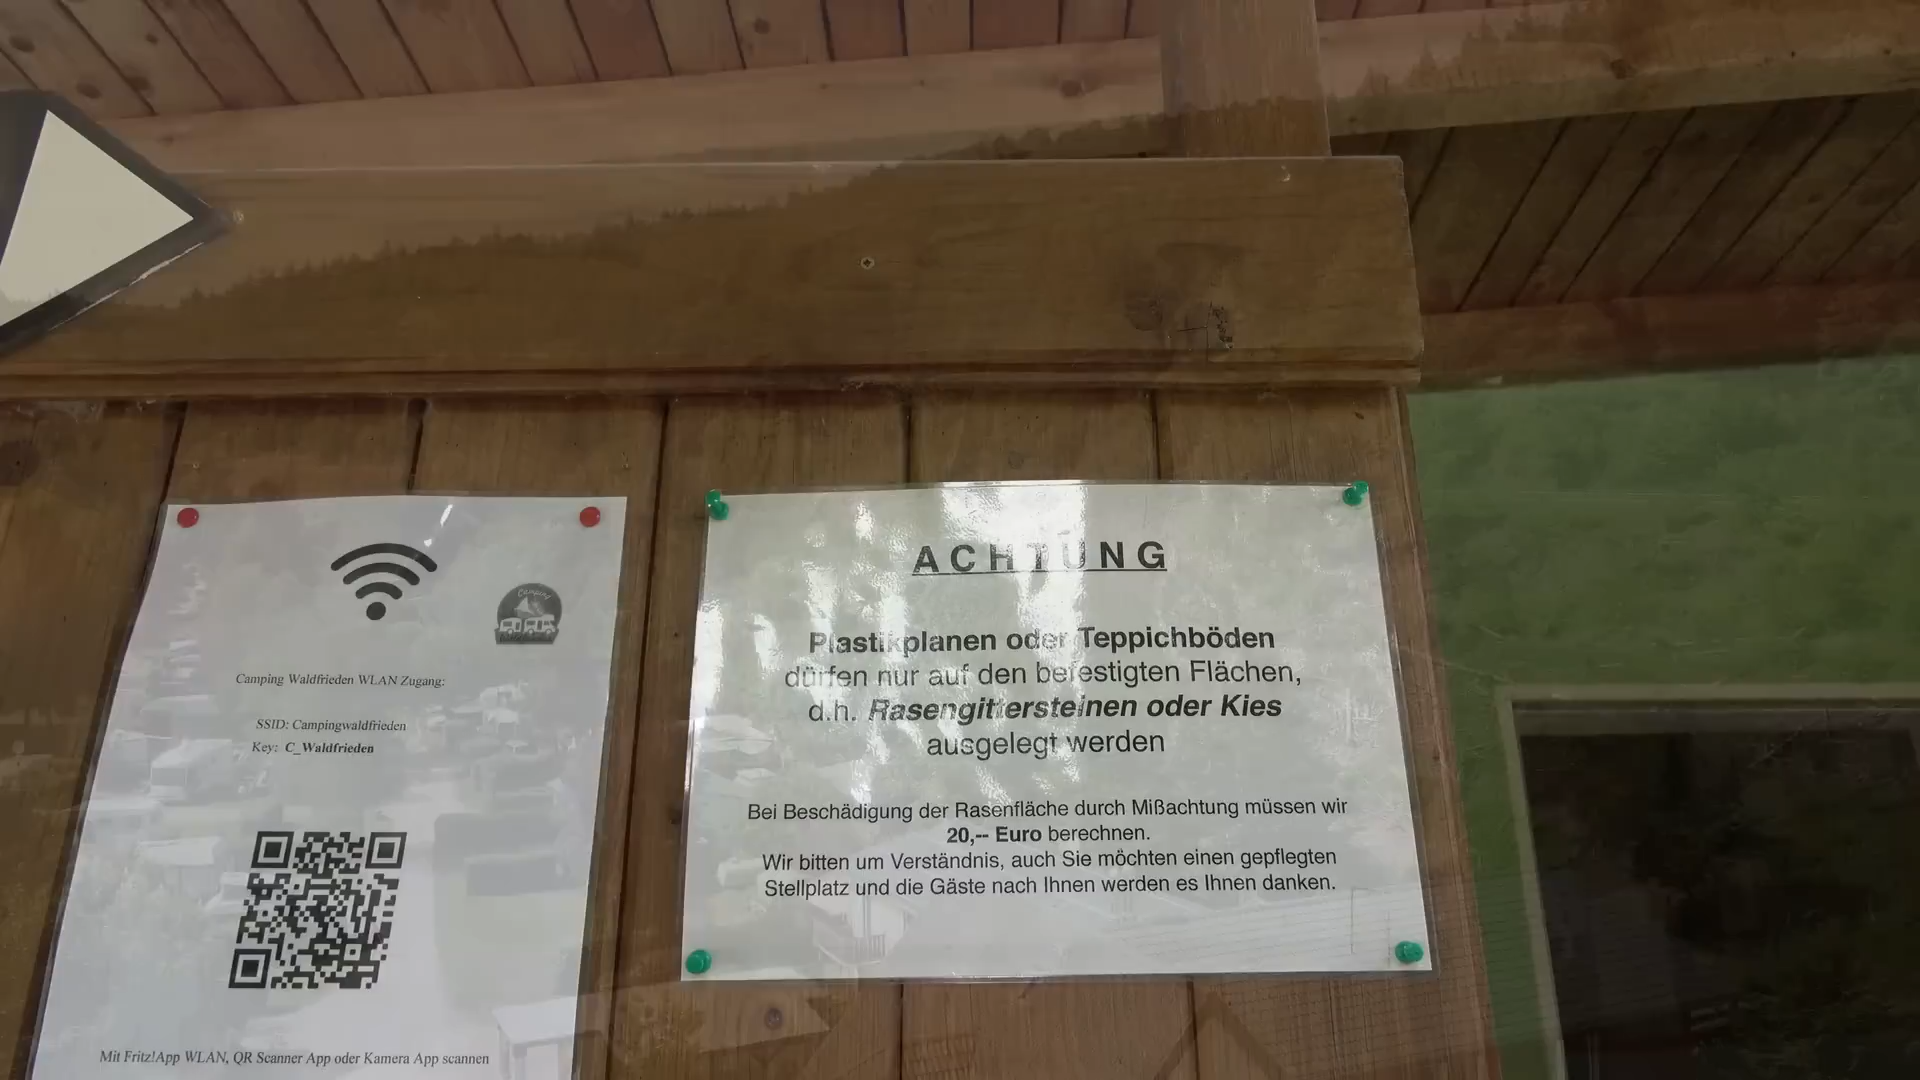 Camping
Camping Waldfrieden WLAN Zugang:
SSID: Campingwaldfrieden
Key: C_Waldfrieden
Mit Fritz!App WLAN, QR Scanner App oder Kamera App scannen
ACHTUNG
Plastikplanen oder Teppichböden
dürfen nur auf den befestigten Flächen,
d.h. Rasengittersteinen oder Kies
ausgelegt werden
Bei Beschädigung der Rasenfläche durch Mißachtung müssen wir
20,-- Euro berechnen.
Wir bitten um Verständnis, auch Sie möchten einen gepflegten
Stellplatz und die Gäste nach Ihnen werden es Ihnen danken.